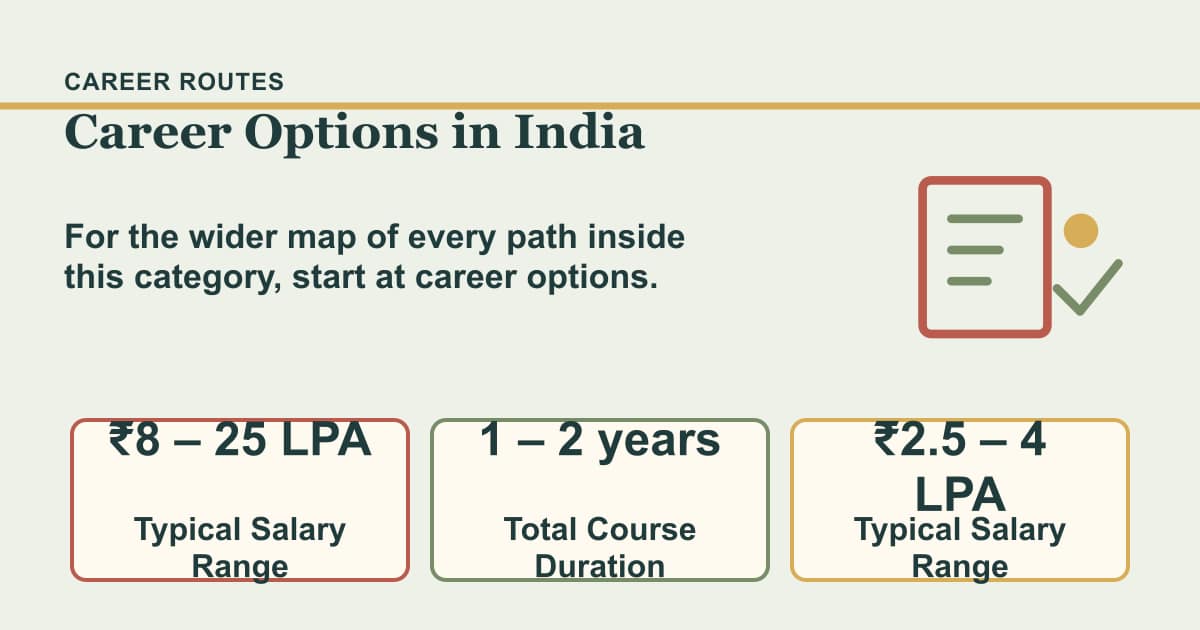 CAREER ROUTES
Career Options in India
For the wider map of every path inside
this category, start at career options.
₹8 – 25 LPA
Typical Salary
Range
1 – 2 years
Total Course
Duration
₹2.5 – 4
LPA
Typical Salary
Range